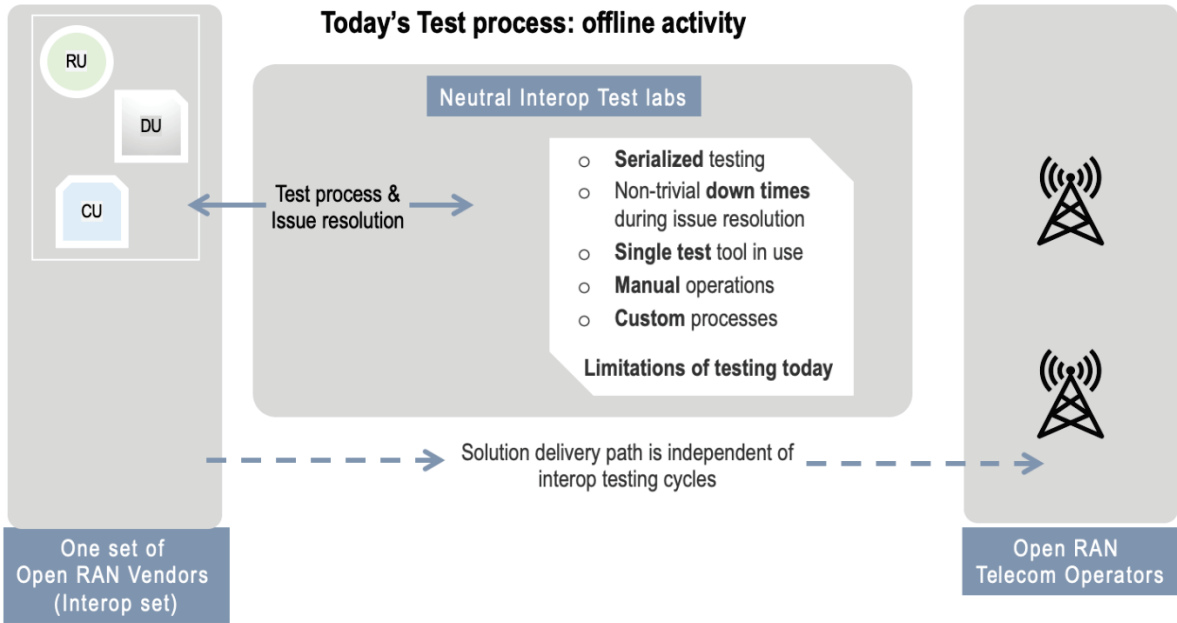 Today's Test process: offline activity
RU
DU
CU
Neutral Interop Test labs
Test process &
Issue resolution
o Serialized testing
o Non-trivial down times
during issue resolution
o Single test tool in use
o Manual operations
o Custom processes
Limitations of testing today
Solution delivery path is independent of
interop testing cycles
One set of
Open RAN Vendors
(Interop set)
Open RAN
Telecom Operators